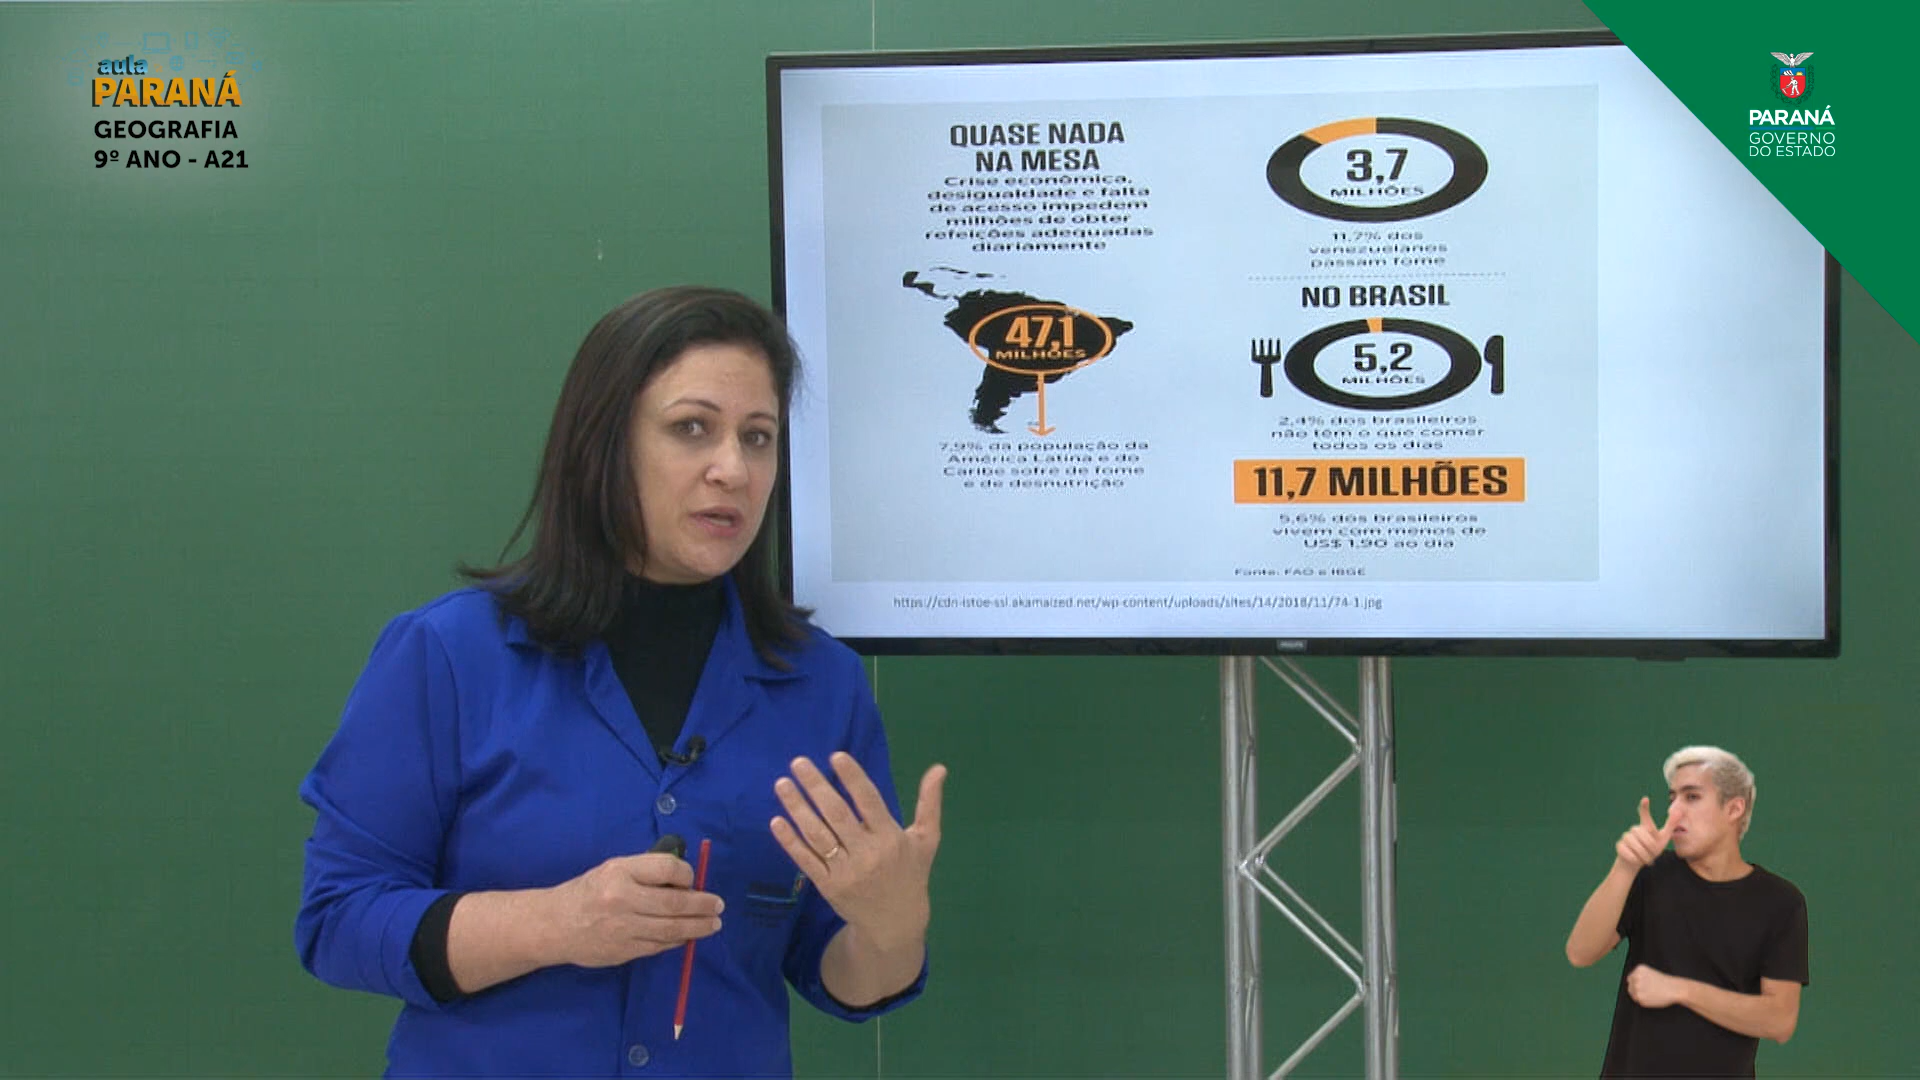 aula
PARANÁ
GEOGRAFIA
9º ANO - A21
QUASE NADA
NA MESA
Crise econômica,
desigualdade e falta
de acesso impedem
milhões de obter
refeições adequadas
diariamente
47,1
MILHÕES
7,9% da população da
América Latina e do
Caribe sofre de fome
e de desnutrição
3,7
MILHÕES
11,7% dos
venezuelanos
passam fome
NO BRASIL
5,2
MILHÕES
2,4% dos brasileiros
não têm o que comer
todos os dias
11,7 MILHÕES
5,6% dos brasileiros
vivem com menos de
US$ 1,90 ao dia
Fonte: FAO e IBGE
https://cdn-istoe-ssl.akamaized.net/wp-content/uploads/sites/14/2018/11/74-1.jpg
PARANÁ
GOVERNO
DO ESTADO